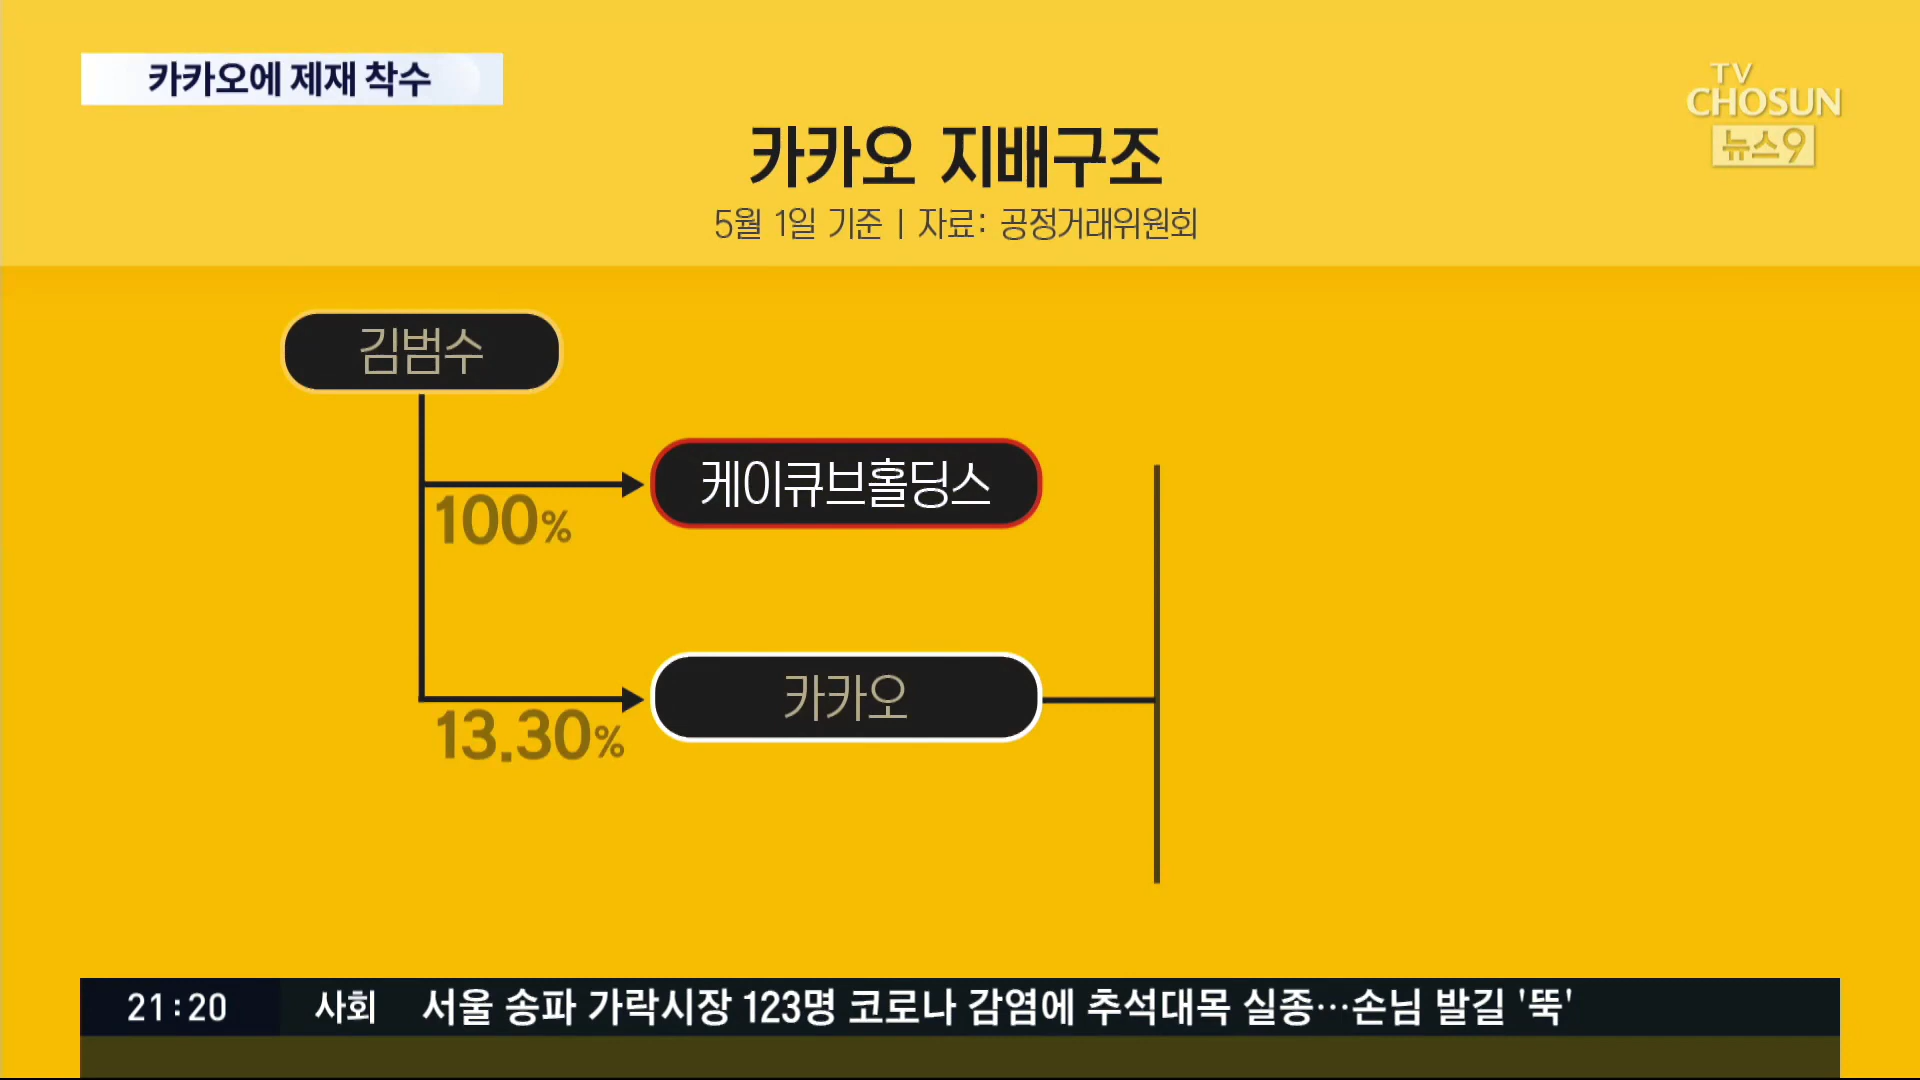 카카오에 제재 착수
TV
CHOSUN
뉴스9
카카오 지배구조
5월 1일 기준 | 자료: 공정거래위원회
김범수
케이큐브홀딩스
100%
카카오
13.30%
21:20 사회 서울 송파 가락시장 123명 코로나 감염에 추석대목 실종…손님 발길 '뚝'